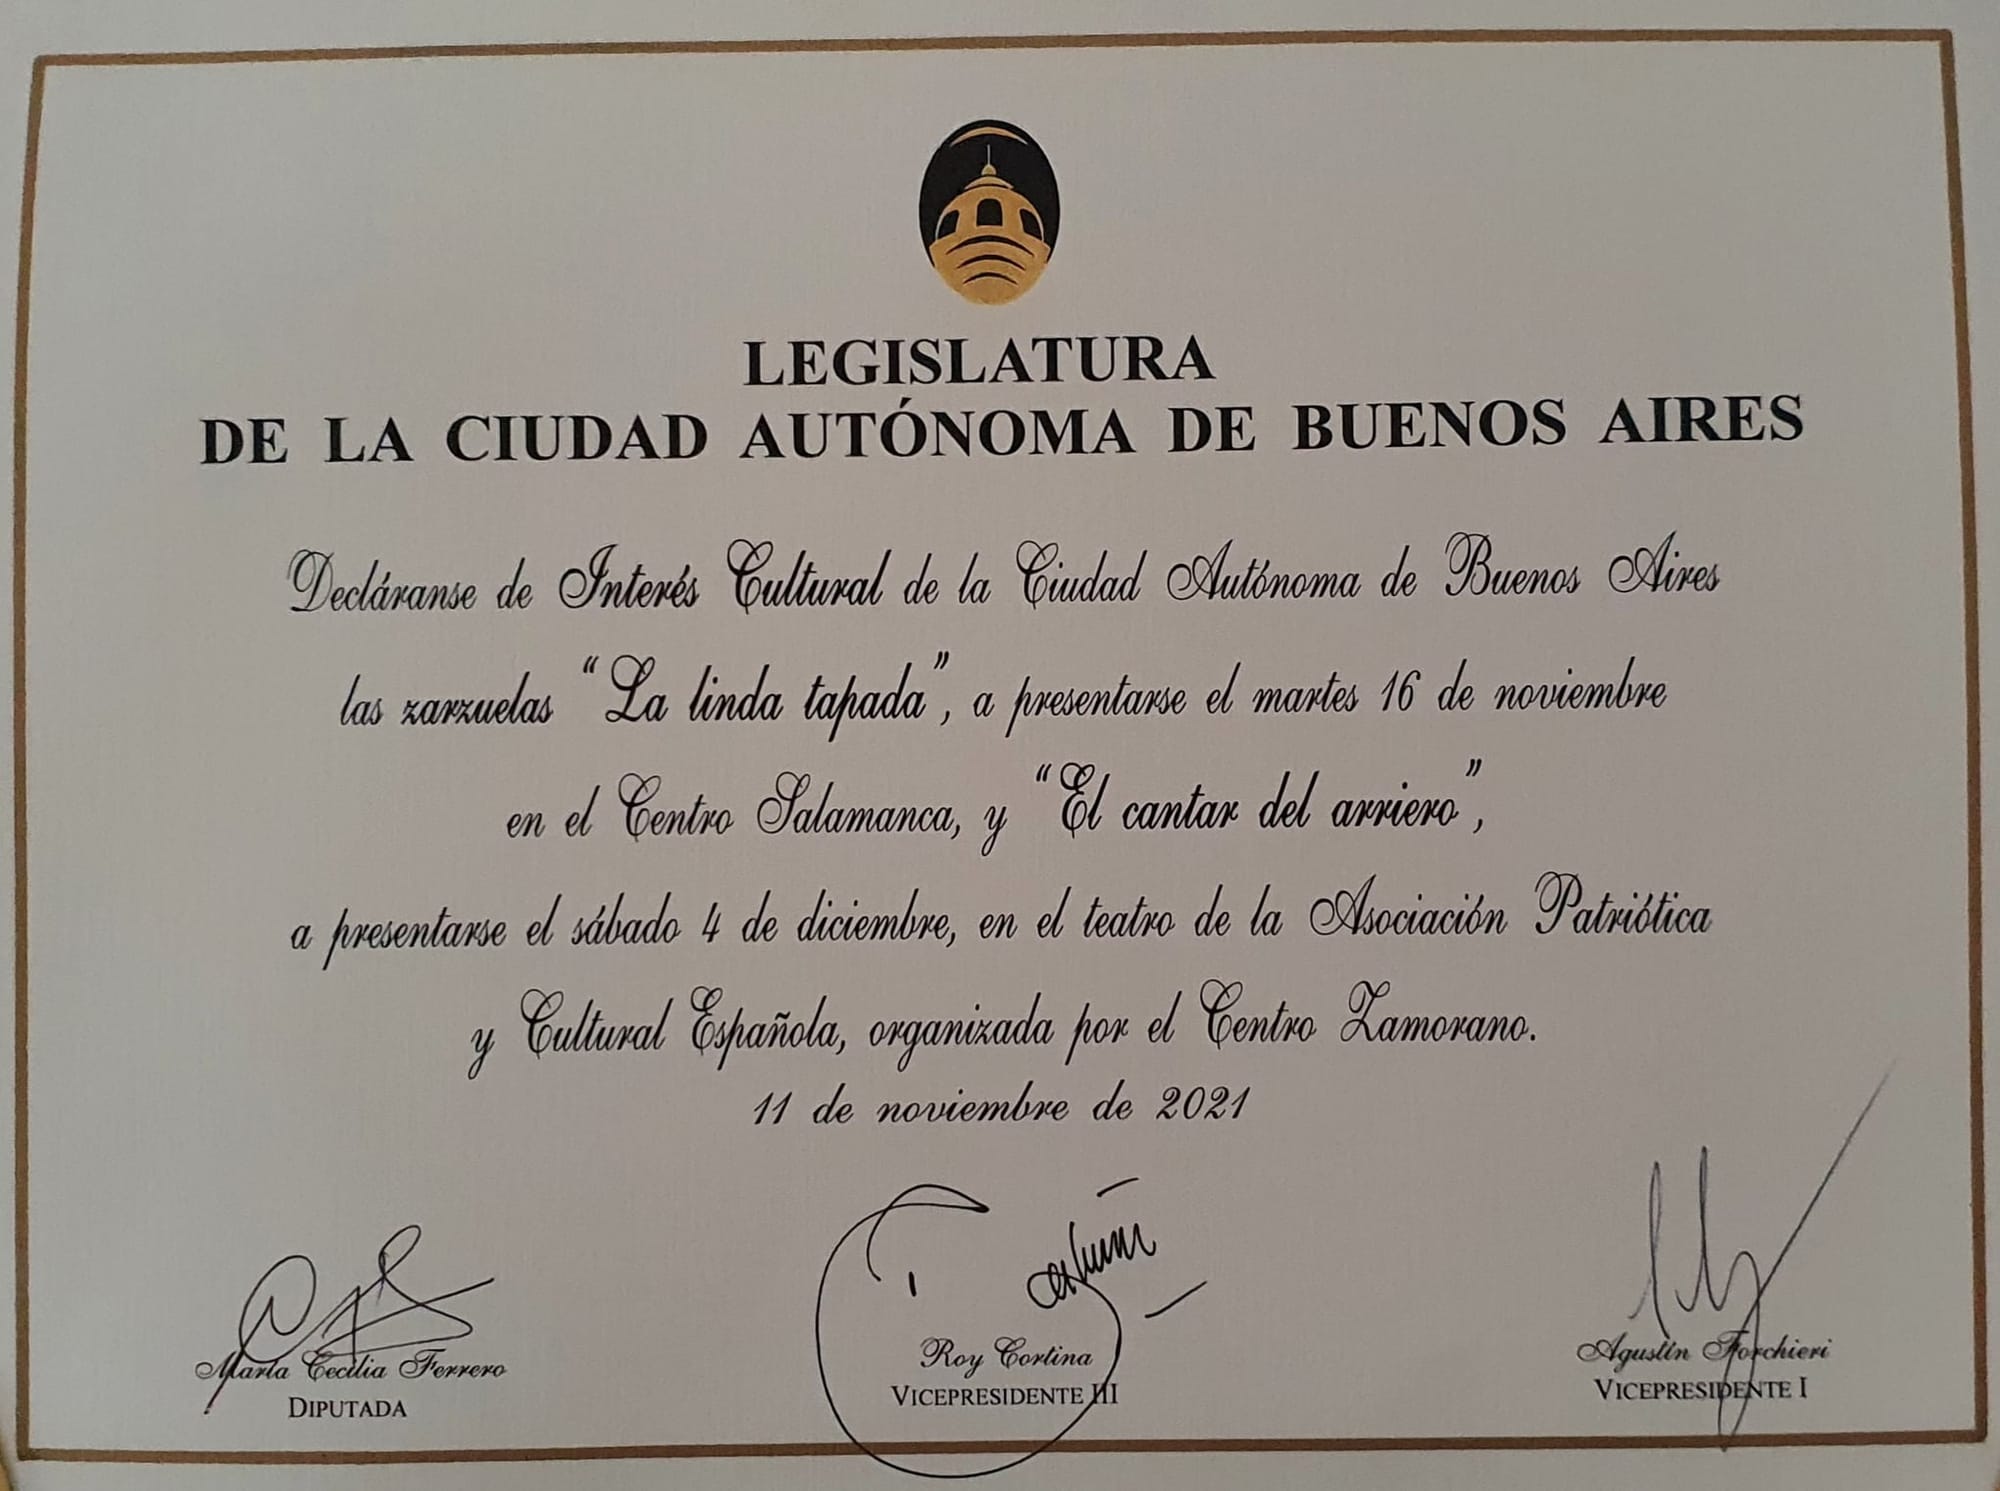 LEGISLATURA
DE LA CIUDAD AUTÓNOMA DE BUENOS AIRES
Decláranse de Interés Cultural de la Ciudad Autónoma de Buenos Aires
las zarzuelas "La linda tapada", a presentarse el martes 16 de noviembre
en el Centro Salamanca, y "El cantar del arriero",
a presentarse el sábado 4 de diciembre, en el teatro de la Asociación Patriótica
y Cultural Española, organizada por el Centro Zamorano.
11 de noviembre de 2021
María Cecilia Ferrero
DIPUTADA
Roy Cortina
VICEPRESIDENTE III
Agustín Forchieri
VICEPRESIDENTE I